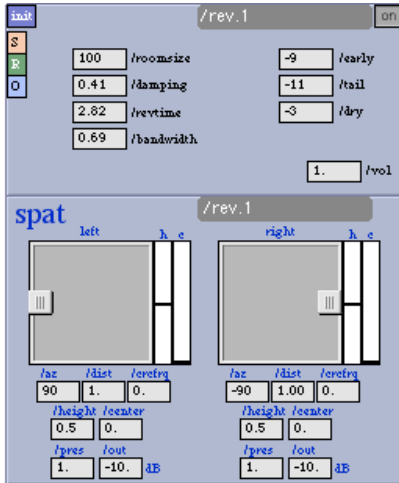 init /rev.1 on
S
R
O
100 /roomsize -9 /early
0.41 /damping -11 /tail
2.82 /revtime -3 /dry
0.69 /bandwidth
1. /vol
spat /rev.1
left h c right h c
/az /dist /crcfrq /az /dist /crcfrq
90 1. 0. -90 1.00 0.
/height /center /height /center
0.5 0. 0.5 0.
/pres /out /pres /out
1. -10. dB 1. -10. dB